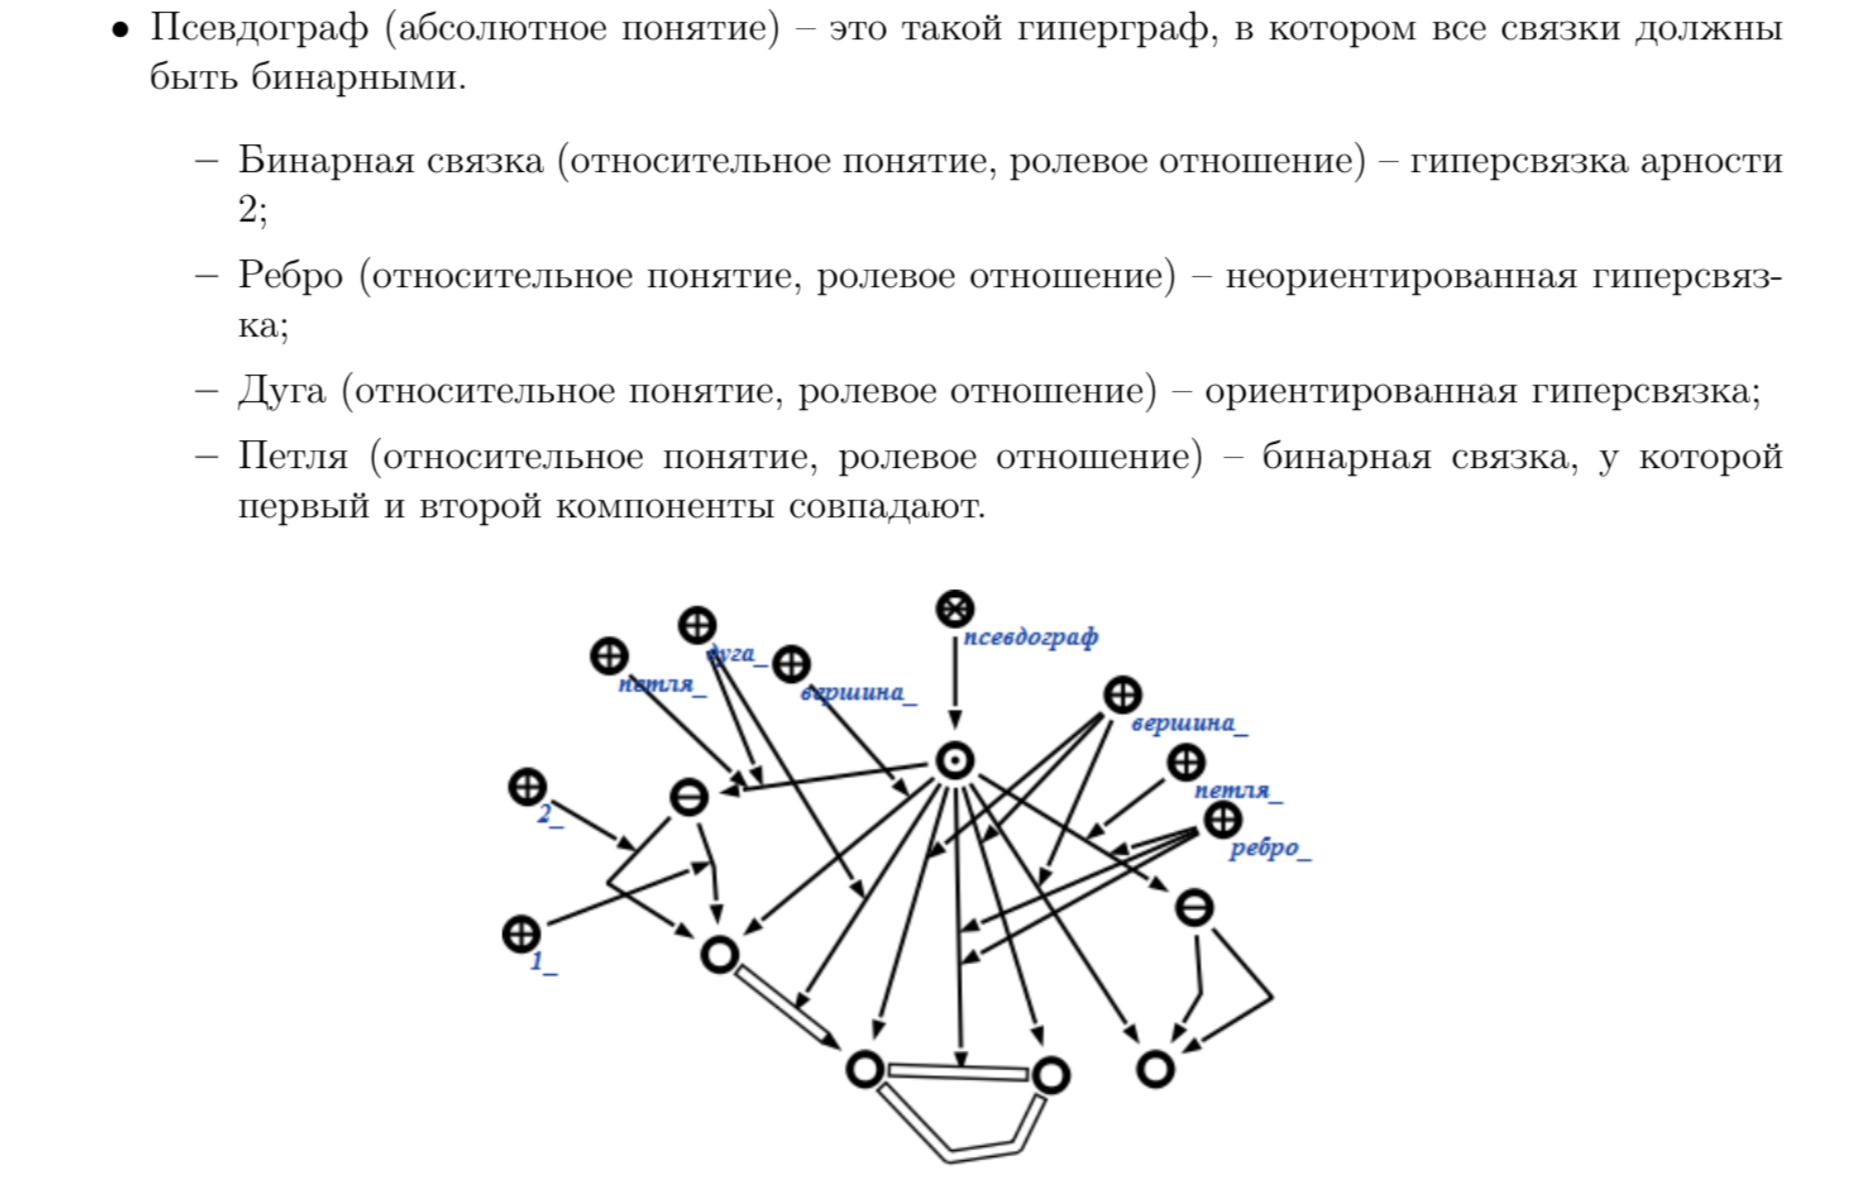 • Псевдограф (абсолютное понятие) – это такой гиперграф, в котором все связки должны
быть бинарными.
– Бинарная связка (относительное понятие, ролевое отношение) – гиперсвязка арности
2;
– Ребро (относительное понятие, ролевое отношение) – неориентированная гиперсвяз-
ка;
– Дуга (относительное понятие, ролевое отношение) – ориентированная гиперсвязка;
– Петля (относительное понятие, ролевое отношение) – бинарная связка, у которой
первый и второй компоненты совпадают.
псевдограф
дуга_
петля_
вершина_
вершина_
петля_
2_
ребро_
1_